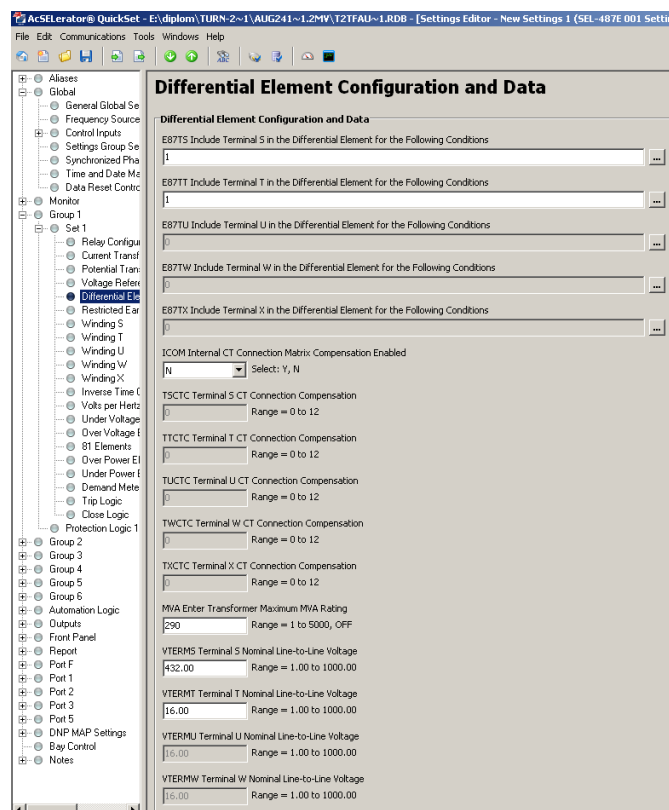 AcSELerator® QuickSet - E:\diplom\TURN-2~1\AUG241~1.2MV\T2TFAU~1.RDB - [Settings Editor - New Settings 1 (SEL-487E 001 Setti
File Edit Communications Tools Windows Help
Aliases
Global
General Global Se
Frequency Source
Control Inputs
Settings Group Se
Synchronized Pha
Time and Date Ma
Data Reset Contro
Monitor
Group 1
Set 1
Relay Configur
Current Transf
Potential Trans
Voltage Refere
Differential Ele
Restricted Ear
Winding S
Winding T
Winding U
Winding W
Winding X
Inverse Time O
Volts per Hertz
Under Voltage
Over Voltage E
81 Elements
Over Power El
Under Power E
Demand Mete
Trip Logic
Close Logic
Protection Logic 1
Group 2
Group 3
Group 4
Group 5
Group 6
Automation Logic
Outputs
Front Panel
Report
Port F
Port 1
Port 2
Port 3
Port 5
DNP MAP Settings
Bay Control
Notes
Differential Element Configuration and Data
Differential Element Configuration and Data
E87TS Include Terminal S in the Differential Element for the Following Conditions
1 ...
E87TT Include Terminal T in the Differential Element for the Following Conditions
1 ...
E87TU Include Terminal U in the Differential Element for the Following Conditions
0 ...
E87TW Include Terminal W in the Differential Element for the Following Conditions
0 ...
E87TX Include Terminal X in the Differential Element for the Following Conditions
0 ...
ICOM Internal CT Connection Matrix Compensation Enabled
N Select: Y, N
TSCTC Terminal S CT Connection Compensation
0 Range = 0 to 12
TTCTC Terminal T CT Connection Compensation
0 Range = 0 to 12
TUCTC Terminal U CT Connection Compensation
0 Range = 0 to 12
TWCTC Terminal W CT Connection Compensation
0 Range = 0 to 12
TXCTC Terminal X CT Connection Compensation
0 Range = 0 to 12
MVA Enter Transformer Maximum MVA Rating
290 Range = 1 to 5000, OFF
VTERMS Terminal S Nominal Line-to-Line Voltage
432.00 Range = 1.00 to 1000.00
VTERMT Terminal T Nominal Line-to-Line Voltage
16.00 Range = 1.00 to 1000.00
VTERMU Terminal U Nominal Line-to-Line Voltage
16.00 Range = 1.00 to 1000.00
VTERMW Terminal W Nominal Line-to-Line Voltage
16.00 Range = 1.00 to 1000.00